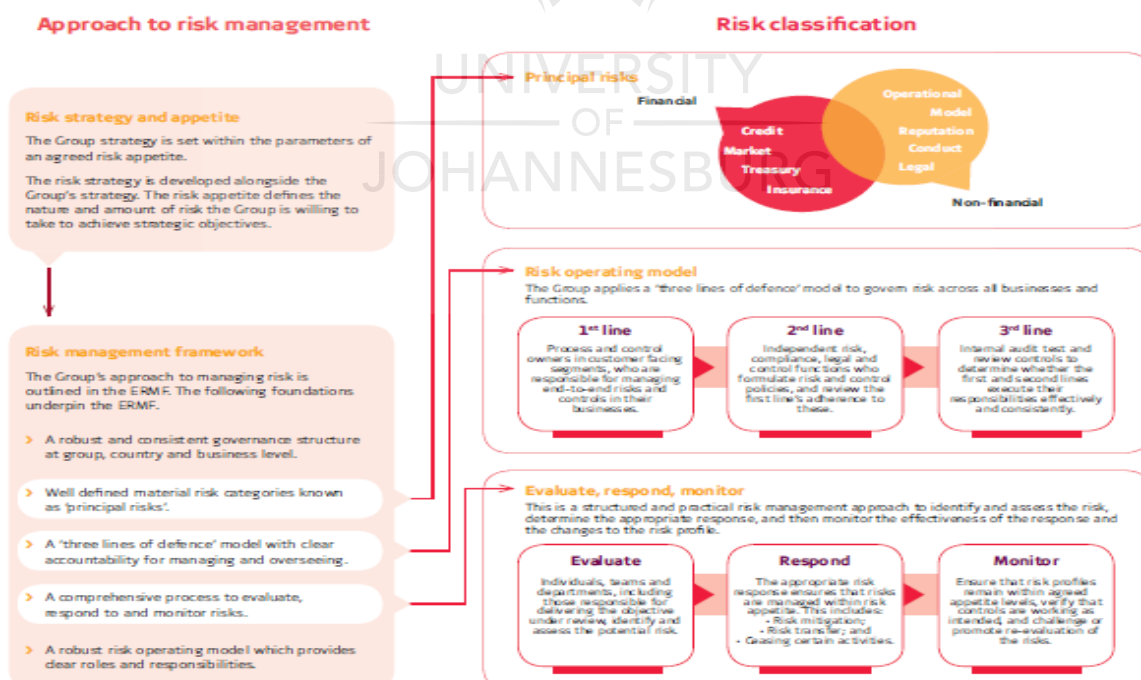 Approach to risk management
Risk strategy and appetite
The Group strategy is set within the parameters of
an agreed risk appetite.
The risk strategy is developed alongside the
Group's strategy. The risk appetite defines the
nature and amount of risk the Group is willing to
take to achieve strategic objectives.
Risk management framework
The Group's approach to managing risk is
outlined in the ERMF. The following foundations
underpin the ERMF.
> A robust and consistent governance structure
at group, country and business level.
> Well defined material risk categories known
as 'principal risks'.
> A 'three lines of defence' model with clear
accountability for managing and overseeing.
> A comprehensive process to evaluate,
respond to and monitor risks.
> A robust risk operating model which provides
clear roles and responsibilities.
Risk classification
UNIVERSITY
OF
JOHANNESBURG
Principal risks
Financial
Credit
Market
Treasury
Insurance
Operational
Model
Reputation
Conduct
Legal
Non-financial
Risk operating model
The Group applies a 'three lines of defence' model to govern risk across all businesses and
functions.
1st line
Process and control
owners in customer facing
segments, who are
responsible for managing
end-to-end risks and
controls in their
businesses.
2nd line
Independent risk,
compliance, legal and
control functions who
formulate risk and control
policies, and review the
first line's adherence to
these.
3rd line
Internal audit test and
review controls to
determine whether the
first and second lines
execute their
responsibilities effectively
and consistently.
Evaluate, respond, monitor
This is a structured and practical risk management approach to identify and assess the risk,
determine the appropriate response, and then monitor the effectiveness of the response and
the changes to the risk profile.
Evaluate
Individuals, teams and
departments, including
those responsible for
delivering the objective
under review, identify and
assess the potential risk.
Respond
The appropriate risk
response ensures that risks
are managed within risk
appetite. This includes:
- Risk mitigation;
- Risk transfer; and
- Ceasing certain activities.
Monitor
Ensure that risk profiles
remain within agreed
appetite levels, verify that
controls are working as
intended, and challenge or
promote re-evaluation of
the risks.